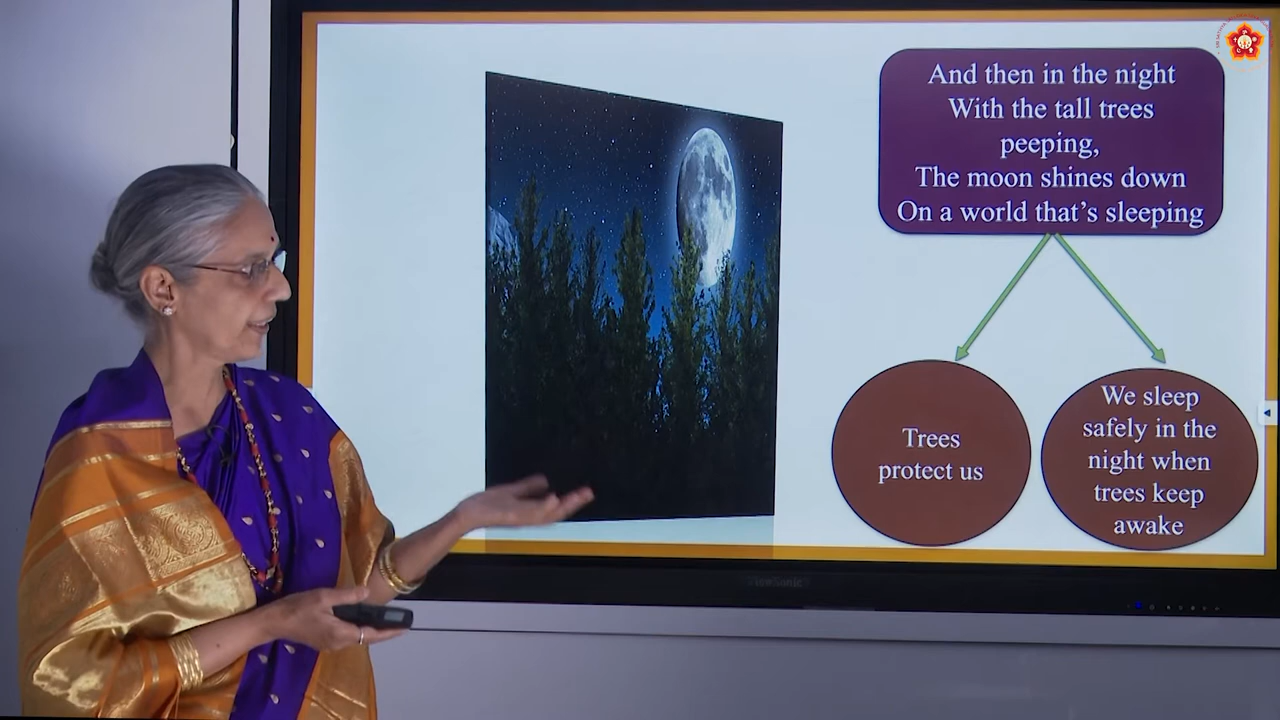 And then in the night
With the tall trees
peeping,
The moon shines down
On a world that's sleeping
Trees
protect us
We sleep
safely in the
night when
trees keep
awake
ViewSonic